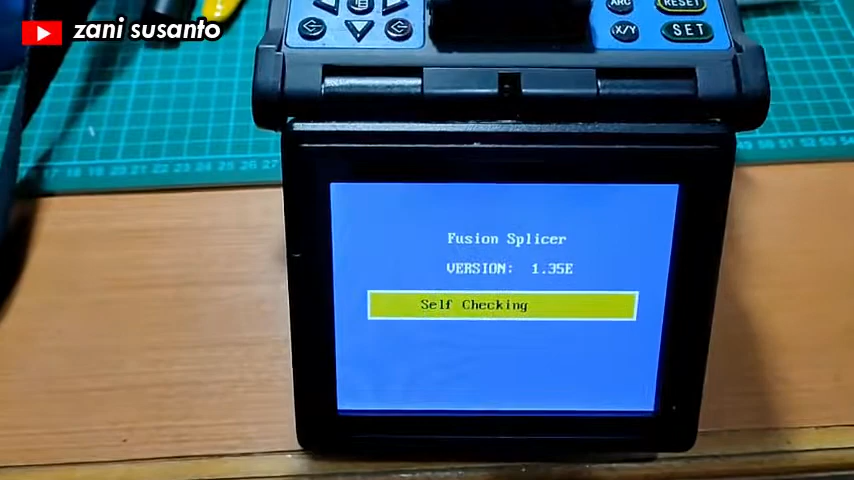 zani susanto
ARC
RESET
X/Y
SET
Fusion Splicer
VERSION: 1.35E
Self Checking